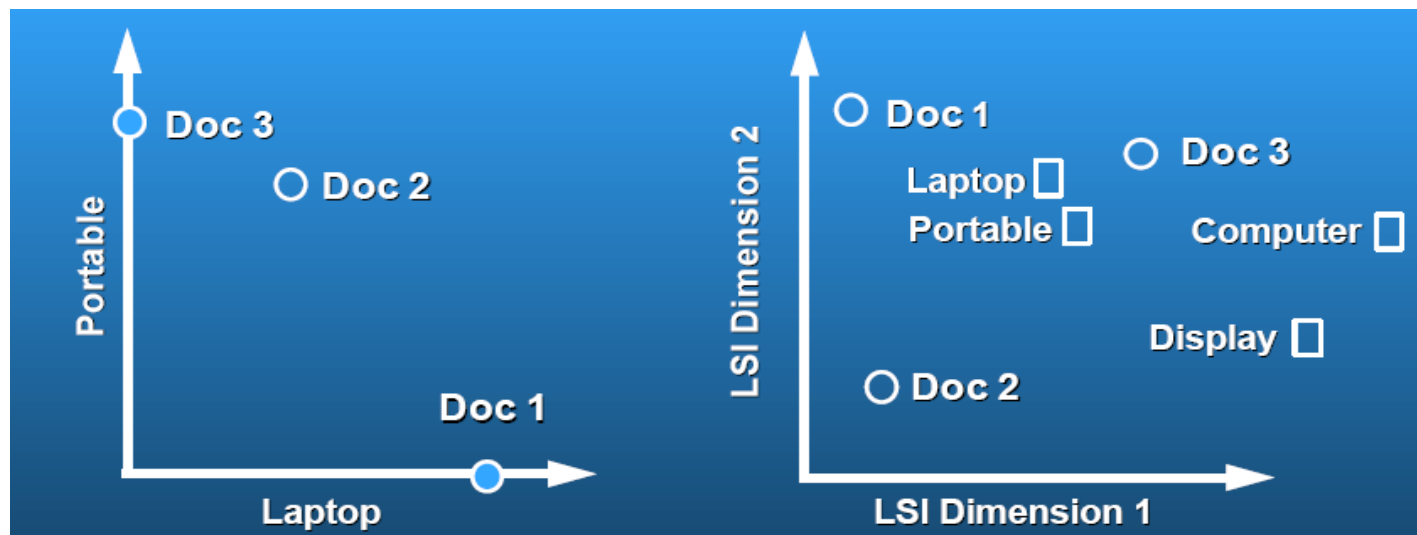 Portable
Doc 3
Doc 2
Doc 1
Laptop
LSI Dimension 2
Doc 1
Doc 3
Laptop
Portable
Computer
Display
Doc 2
LSI Dimension 1